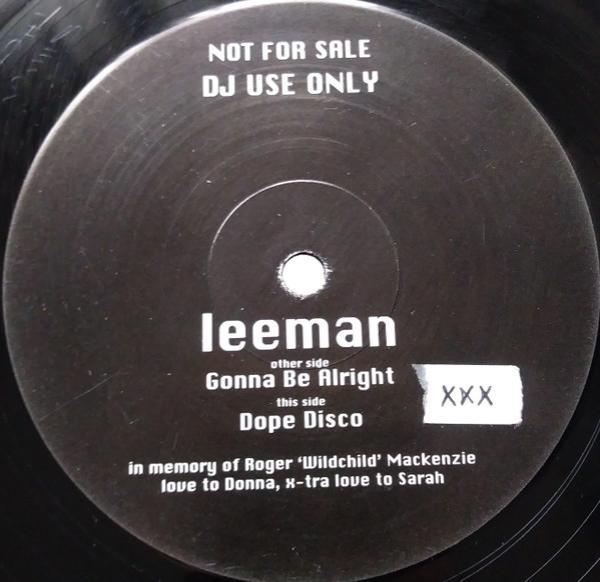 NOT FOR SALE
DJ USE ONLY
leeman
other side
Gonna Be Alright
this side
Dope Disco
XXX
in memory of Roger ‘Wildchild’ Mackenzie
love to Donna, x-tra love to Sarah